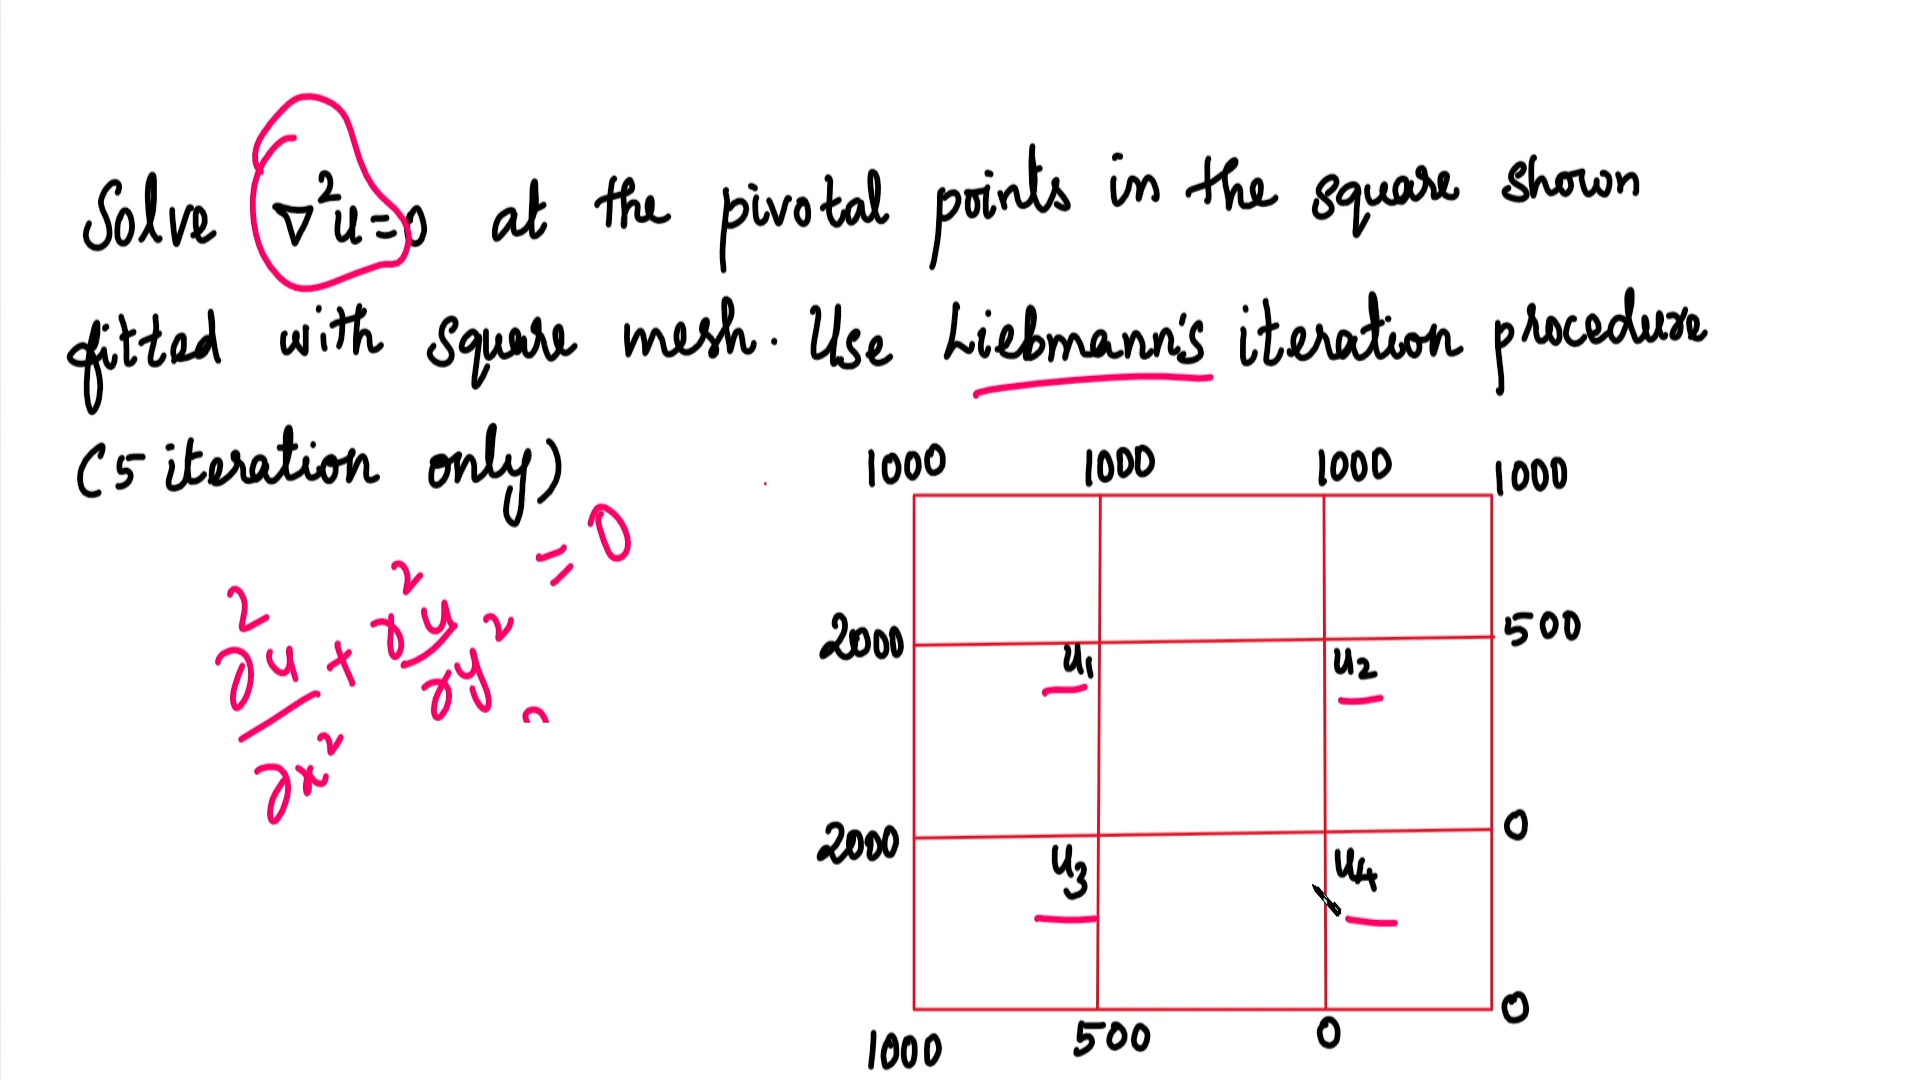 Solve ∇²u=0 at the pivotal points in the square shown
fitted with square mesh. Use Liebmann's iteration procedure
(5 iteration only)
∂²u/∂x² + ∂²u/∂y² = 0
1000 1000 1000 1000
2000 u₁ u₂ 500
2000 u₃ u₄ 0
1000 500 0 0